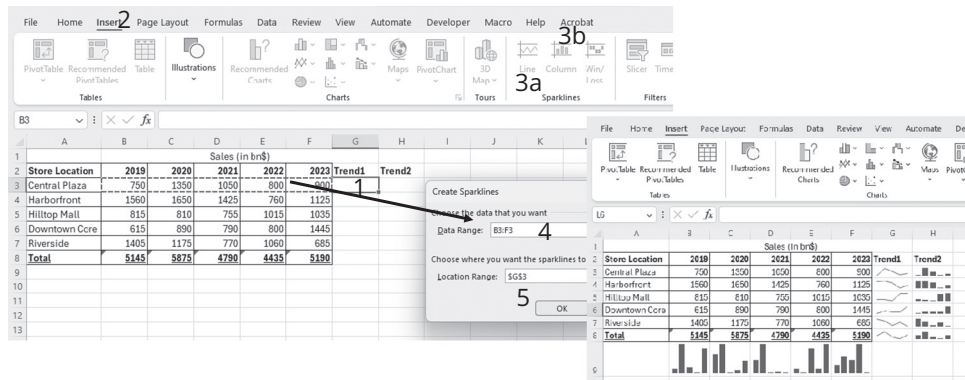 File Home Insert Page Layout Formulas Data Review View Automate Developer Macro Help Acrobat
2
3b
PivotTable Recommended PivotTables Table Illustrations Recommended Charts Maps PivotChart 3D Map Line Column Win/Loss Slicer Time
3a
Tables Charts Tours Sparklines Filters
B3 fx
A B C D E F G H I J K L
1 Sales (in bn$)
2 Store Location 2019 2020 2021 2022 2023 Trend1 Trend2
3 Central Plaza 750 1350 1050 800 900 1
4 Harborfront 1560 1650 1425 760 1125
5 Hilltop Mall 815 810 755 1015 1035
6 Downtown Core 615 890 790 800 1445
7 Riverside 1405 1175 770 1060 685
8 Total 5145 5875 4790 4435 5190
9
10
11
12
13
Create Sparklines
Choose the data that you want
Data Range: B3:F3
4
Choose where you want the sparklines to
Location Range: $G$3
5
OK
File Home Insert Page Layout Formulas Data Review View Automate De
PivotTable Recommended PivotTables Table Illustrations Recommended Charts Maps Pivot
Tables Charts
L6 fx
A B C D E F G H
1 Sales (in bn$)
2 Store Location 2019 2020 2021 2022 2023 Trend1 Trend2
3 Central Plaza 750 1350 1050 800 900
4 Harborfront 1560 1650 1425 760 1125
5 Hilltop Mall 815 810 755 1015 1035
6 Downtown Core 615 890 790 800 1445
7 Riverside 1405 1175 770 1060 685
8 Total 5145 5875 4790 4435 5190
9